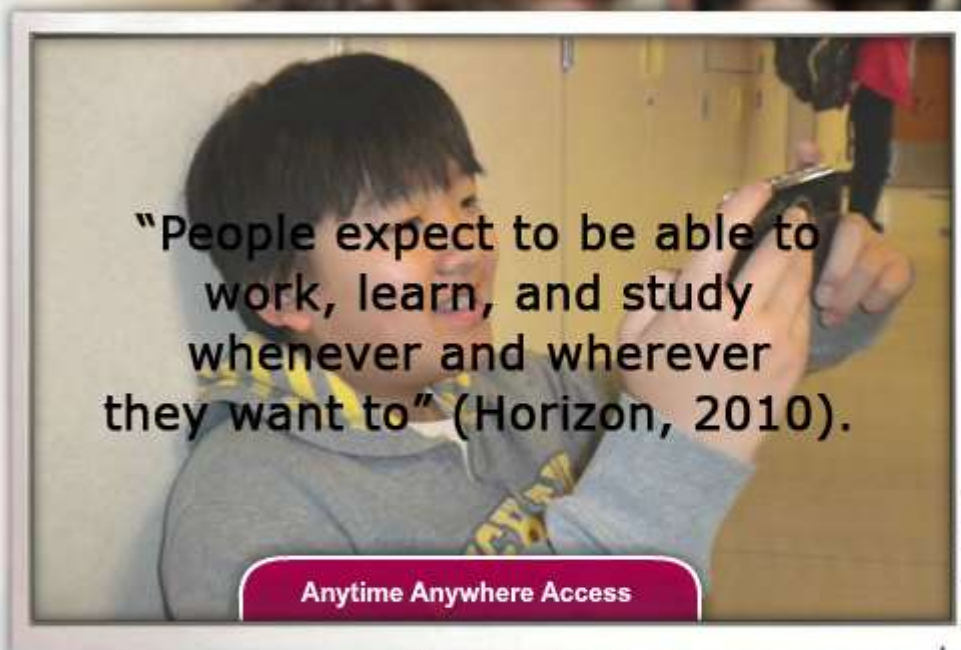 “People expect to be able to
work, learn, and study
whenever and wherever
they want to” (Horizon, 2010).
Anytime Anywhere Access